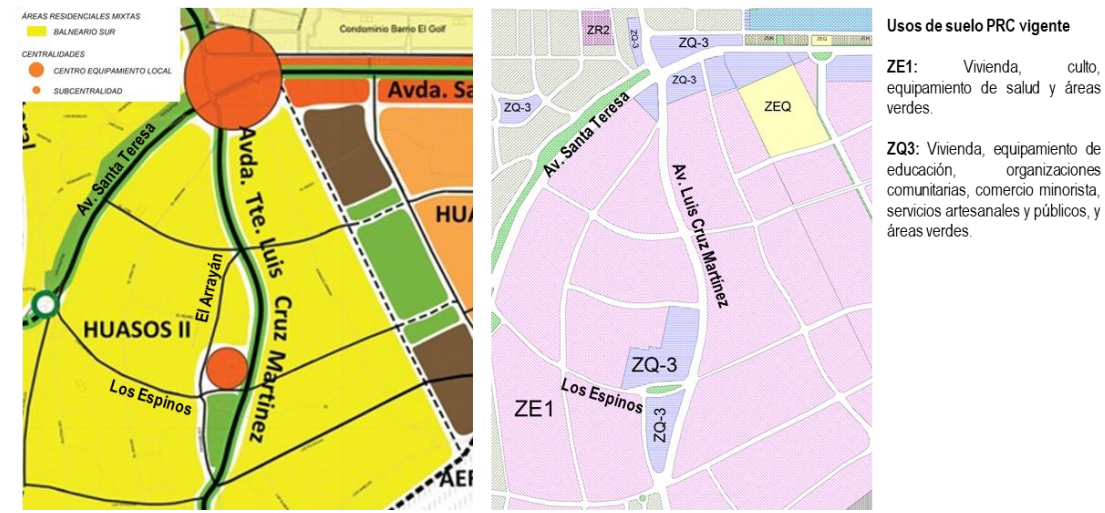 ÁREAS RESIDENCIALES MIXTAS
BALNEARIO SUR
CENTRALIDADES
CENTRO EQUIPAMIENTO LOCAL
SUBCENTRALIDAD
Condominio Barrio El Golf
Avda. Sa
Av. Santa Teresa
Avda. Tte. Luis Cruz Martínez
HUA
El Arrayán
HUASOS II
Los Espinos
AER
ZR2
ZQ-3
ZQ-3
ZQ-3
ZQ-3
ZEQ
ZEQ
Av. Santa Teresa
Av. Luis Cruz Martínez
ZQ-3
Los Espinos
ZE1
ZQ-3
Usos de suelo PRC vigente
ZE1: Vivienda, culto,
equipamiento de salud y áreas
verdes.
ZQ3: Vivienda, equipamiento de
educación, organizaciones
comunitarias, comercio minorista,
servicios artesanales y públicos, y
áreas verdes.